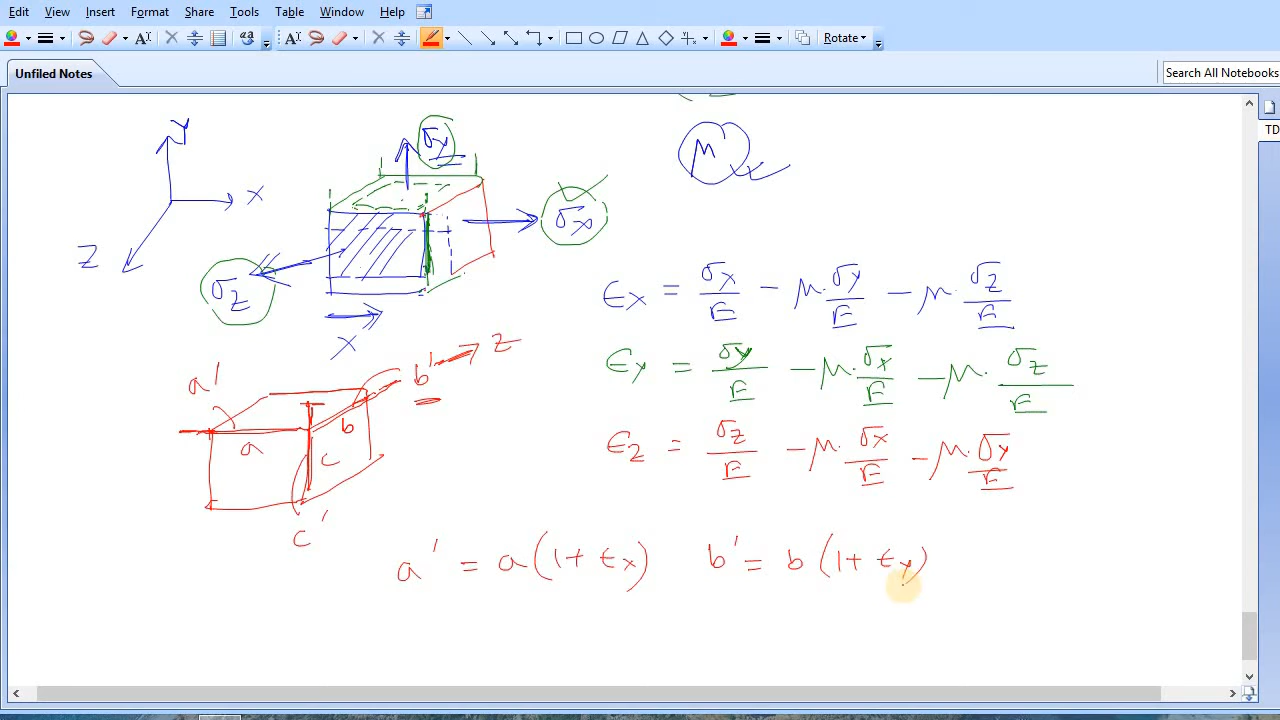 Edit View Insert Format Share Tools Table Window Help
Rotate
Unfiled Notes
Search All Notebooks
TD
Y
X
Z
σy
σx
σz
X
μ
ϵx = σx/E - μ.σy/E - μ.σz/E
ϵy = σy/E - μ.σx/E - μ.σz/E
ϵz = σz/E - μ.σx/E - μ.σy/E
a'
b'
z
a
b
c
c'
a' = a(1+ϵx) b' = b(1+ϵy)